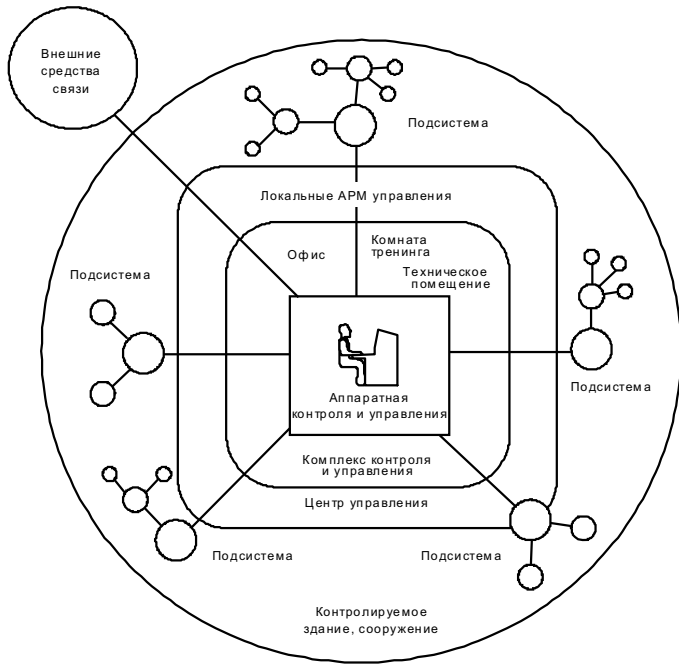 Внешние
средства
связи
Подсистема
Локальные АРМ управления
Офис
Комната
тренинга
Техническое
помещение
Подсистема
Подсистема
Аппаратная
контроля и управления
Комплекс контроля
и управления
Центр управления
Подсистема
Подсистема
Контролируемое
здание, сооружение